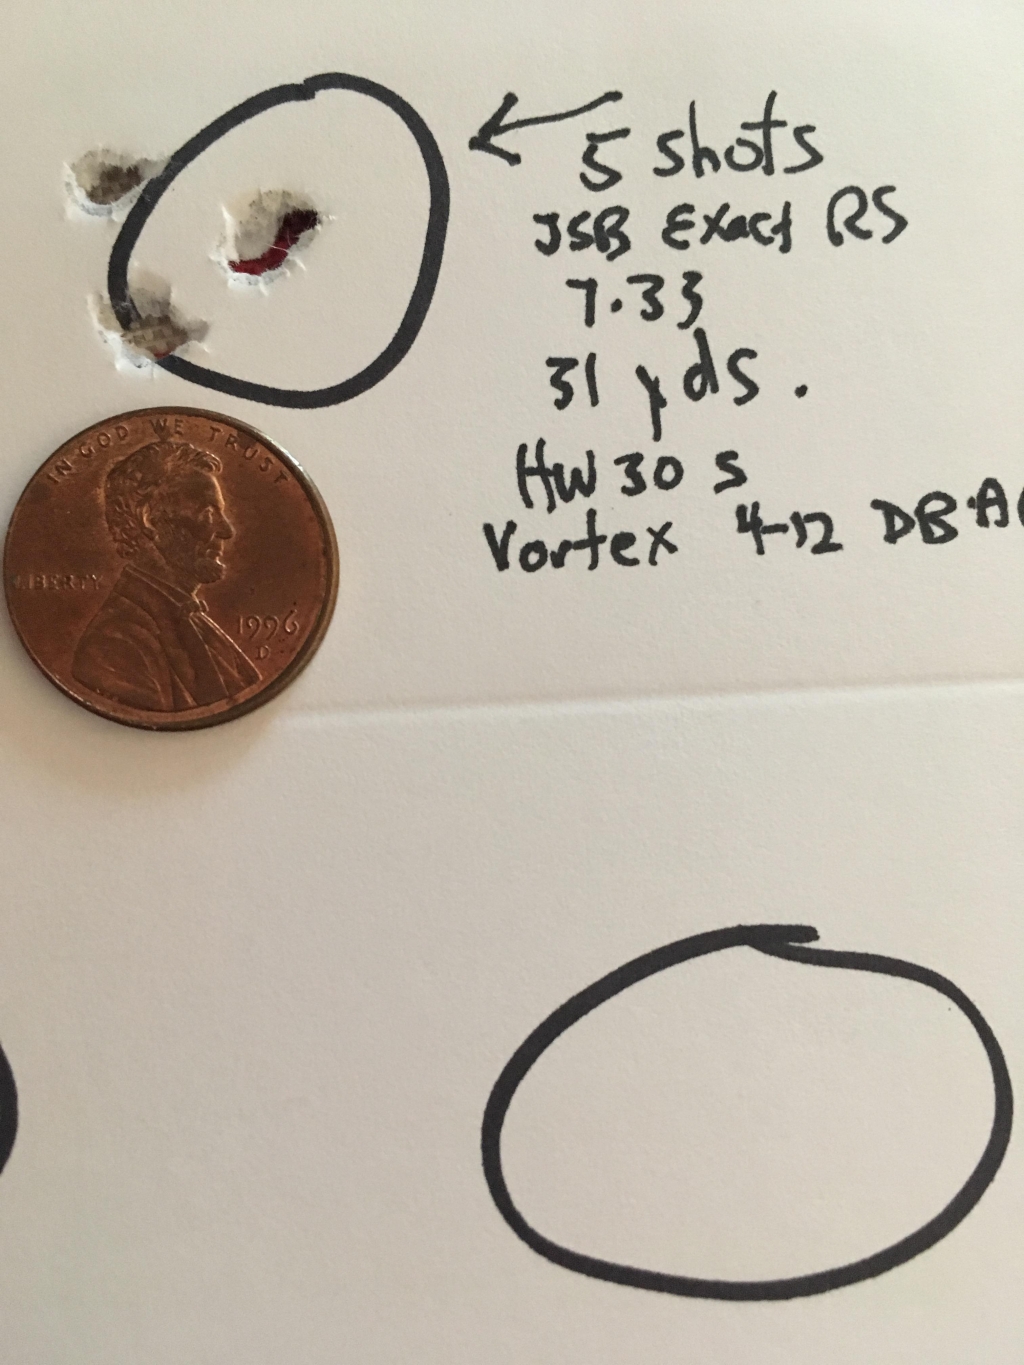 5 shots
JSB Exact RS
7.33
31 yds.
HW 30 S
Vortex 4-12 DB·A
IN GOD WE TRUST
LIBERTY
1996
D